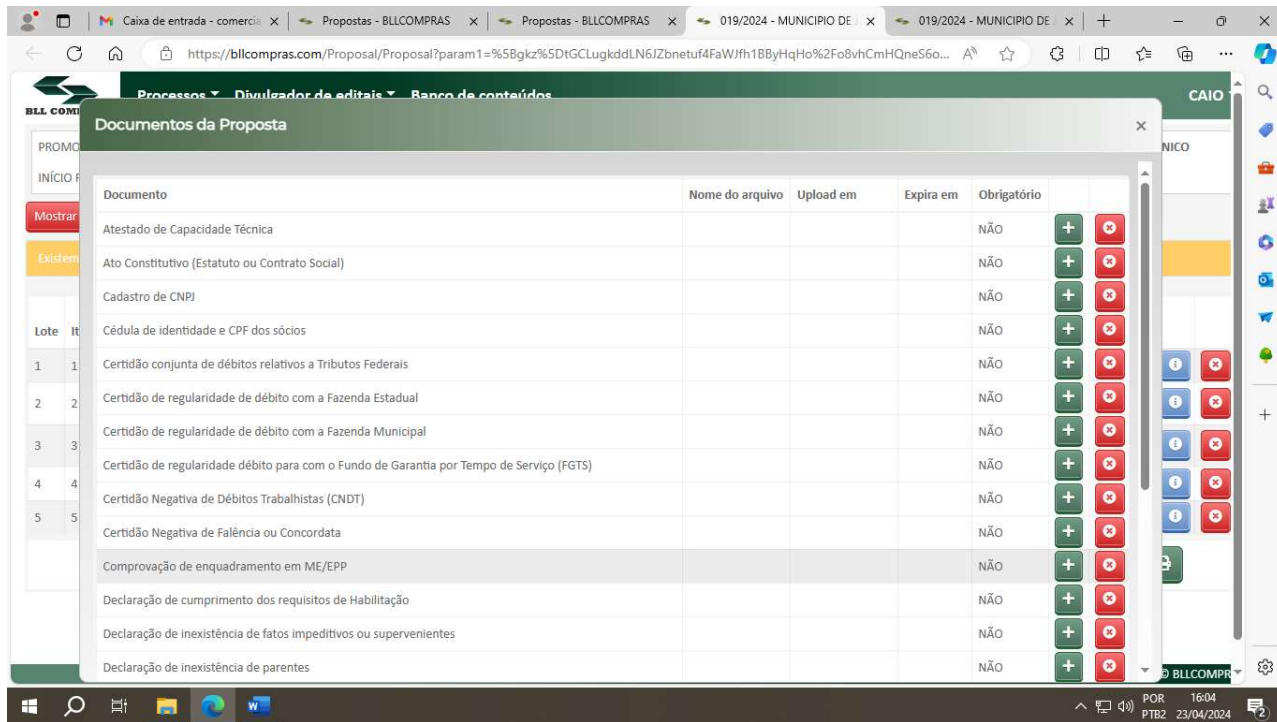 Caixa de entrada - comercia
Propostas - BLLCOMPRAS
Propostas - BLLCOMPRAS
019/2024 - MUNICIPIO DE J
019/2024 - MUNICIPIO DE
https://bllcompras.com/Proposal/Proposal?param1=%5Bgkz%5DtGCLugkddLN6JZbnetuf4FaWJfh1BByHqHo%2Fo8vhCmHQneS6o...
BLL COMP
Processos Divulgador de editais Banco de conteúdos
CAIO
Documentos da Proposta
PROMO
NICO
INÍCIO
Documento Nome do arquivo Upload em Expira em Obrigatório
Mostrar
Atestado de Capacidade Técnica NÃO
Existem
Ato Constitutivo (Estatuto ou Contrato Social) NÃO
Cadastro de CNPJ NÃO
Lote It
Cédula de identidade e CPF dos sócios NÃO
1 1
Certidão conjunta de débitos relativos a Tributos Federais NÃO
2 2
Certidão de regularidade de débito com a Fazenda Estadual NÃO
3 3
Certidão de regularidade de débito com a Fazenda Municipal NÃO
Certidão de regularidade débito para com o Fundo de Garantia por Tempo de Serviço (FGTS) NÃO
4 4
Certidão Negativa de Débitos Trabalhistas (CNDT) NÃO
5 5
Certidão Negativa de Falência ou Concordata NÃO
Comprovação de enquadramento em ME/EPP NÃO
Declaração de cumprimento dos requisitos de Habilitação NÃO
Declaração de inexistência de fatos impeditivos ou supervenientes NÃO
Declaração de inexistência de parentes NÃO
© BLLCOMPR
POR 16:04
PTB2 23/04/2024